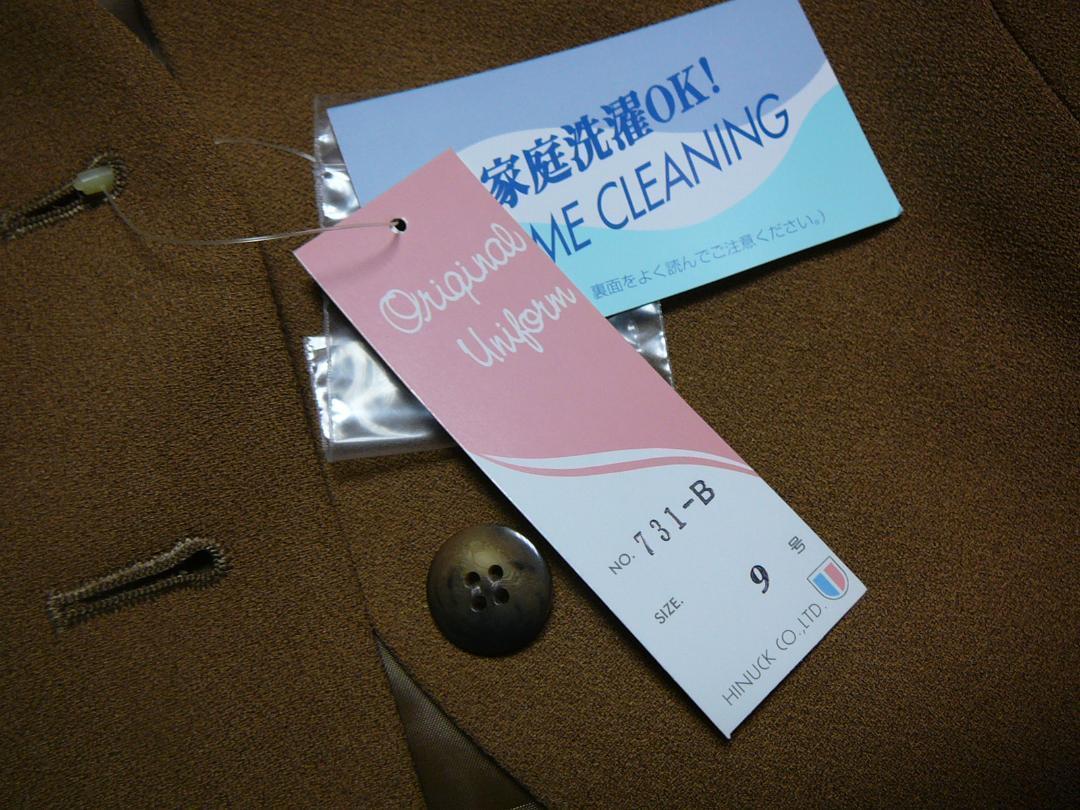 家庭洗濯OK!
ME CLEANING
裏面をよく読んでご注意ください。)
Original
Uniform
NO. 731-B
SIZE. 9 号
HINUCK CO.,LTD.